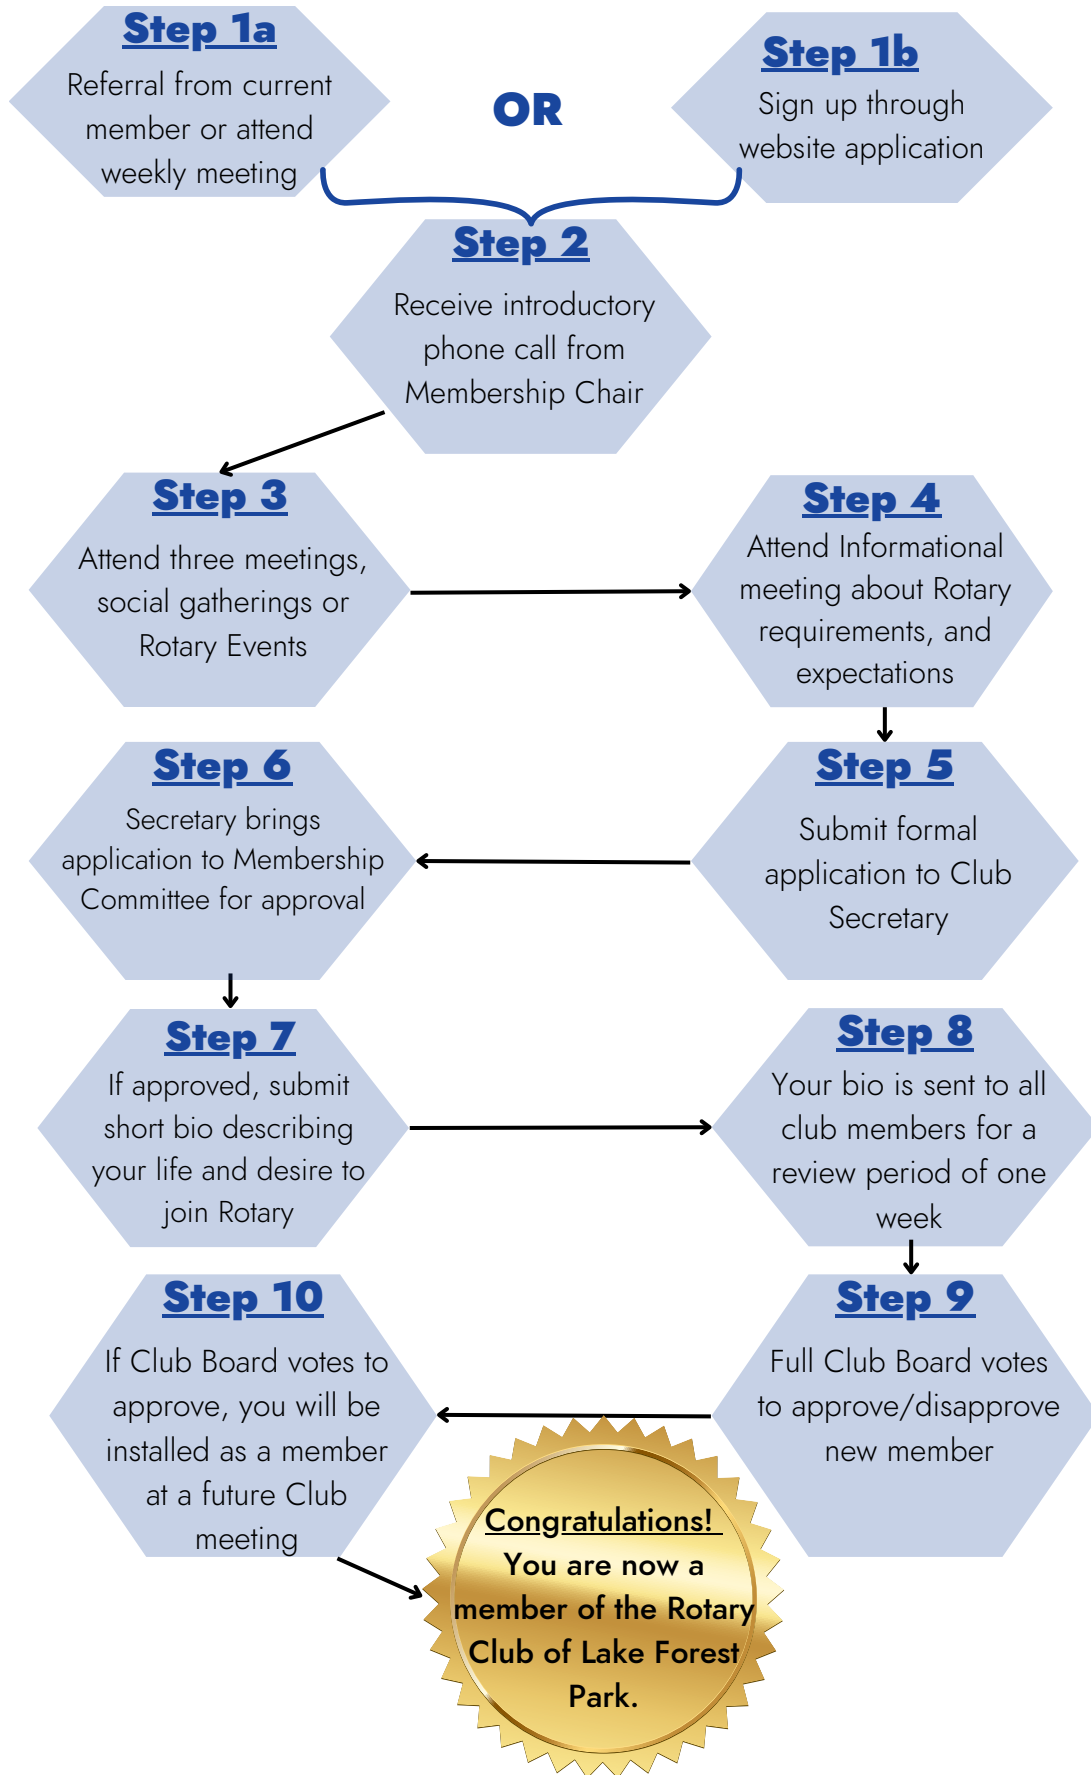 Step 1a
Referral from current
member or attend
weekly meeting
OR
Step 1b
Sign up through
website application
Step 2
Receive introductory
phone call from
Membership Chair
Step 3
Attend three meetings,
social gatherings or
Rotary Events
Step 4
Attend Informational
meeting about Rotary
requirements, and
expectations
Step 5
Submit formal
application to Club
Secretary
Step 6
Secretary brings
application to Membership
Committee for approval
Step 7
If approved, submit
short bio describing
your life and desire to
join Rotary
Step 8
Your bio is sent to all
club members for a
review period of one
week
Step 9
Full Club Board votes
to approve/disapprove
new member
Step 10
If Club Board votes to
approve, you will be
installed as a member
at a future Club
meeting
Congratulations!
You are now a
member of the Rotary
Club of Lake Forest
Park.